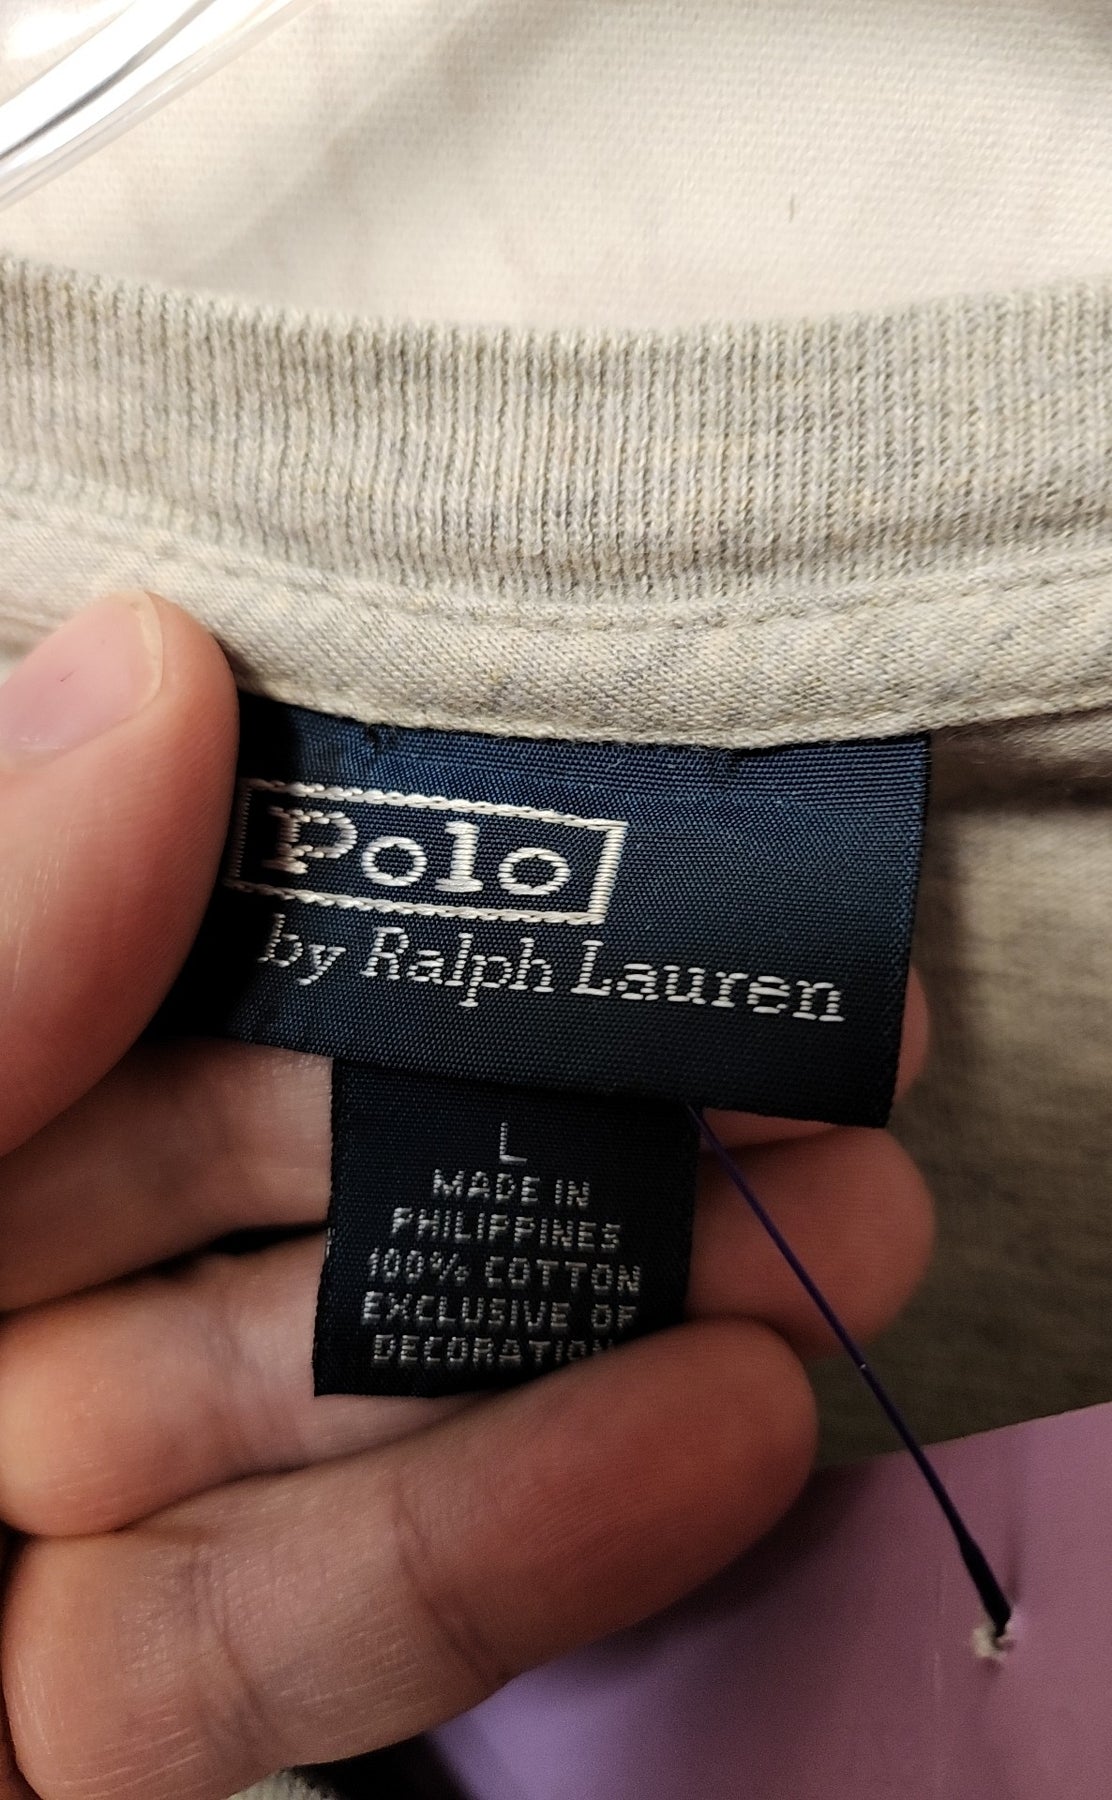 Polo
by Ralph Lauren
L
MADE IN
PHILIPPINES
100% COTTON
EXCLUSIVE OF
DECORATION